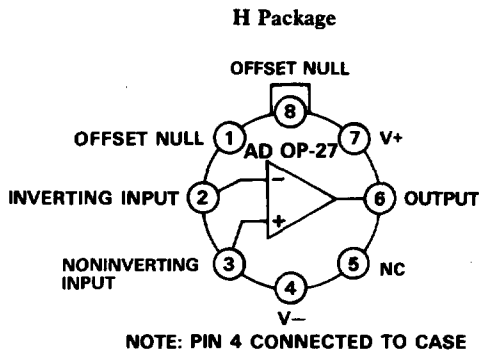 H Package
OFFSET NULL
8
OFFSET NULL 1 7 V+
AD OP-27
INVERTING INPUT 2 − 6 OUTPUT
+
NONINVERTING
INPUT
3 5 NC
4
V−
NOTE: PIN 4 CONNECTED TO CASE